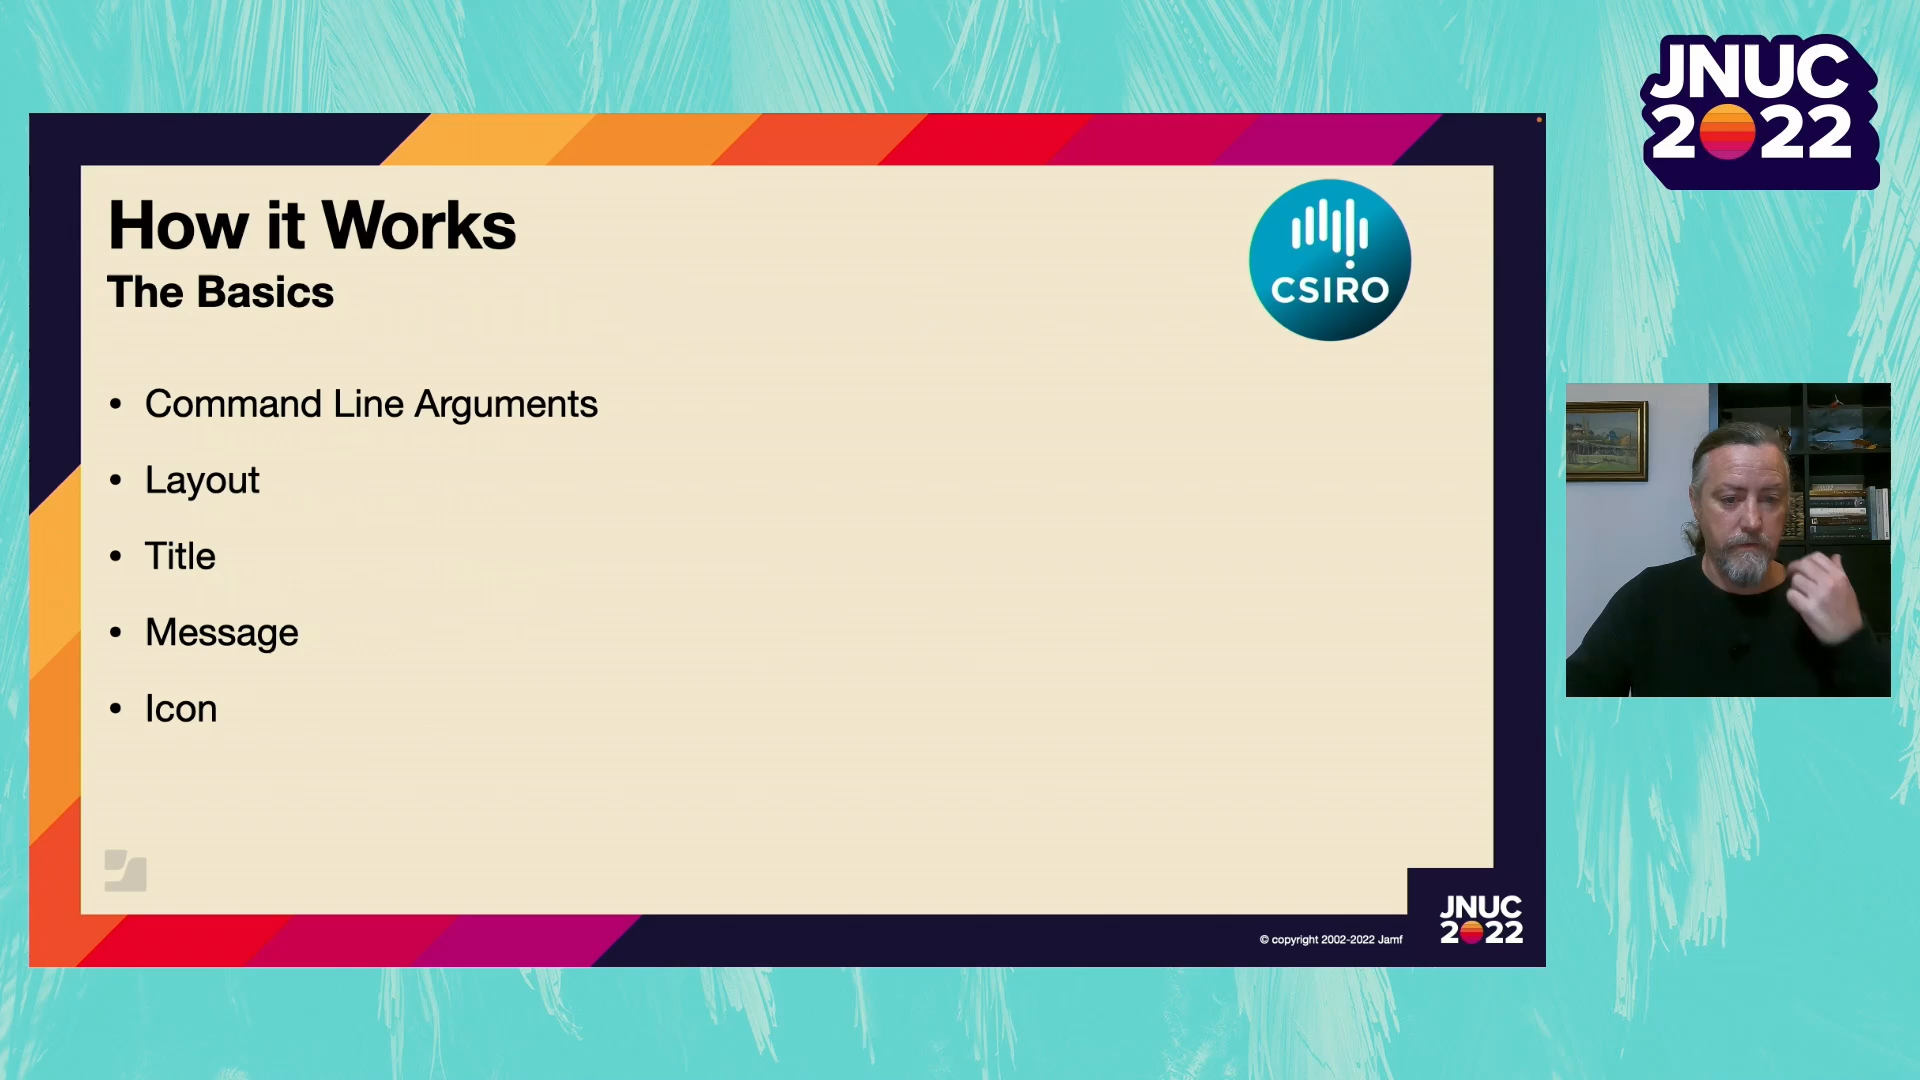 JNUC
2022
How it Works
The Basics
CSIRO
• Command Line Arguments
• Layout
• Title
• Message
• Icon
© copyright 2002-2022 Jamf
JNUC
2022